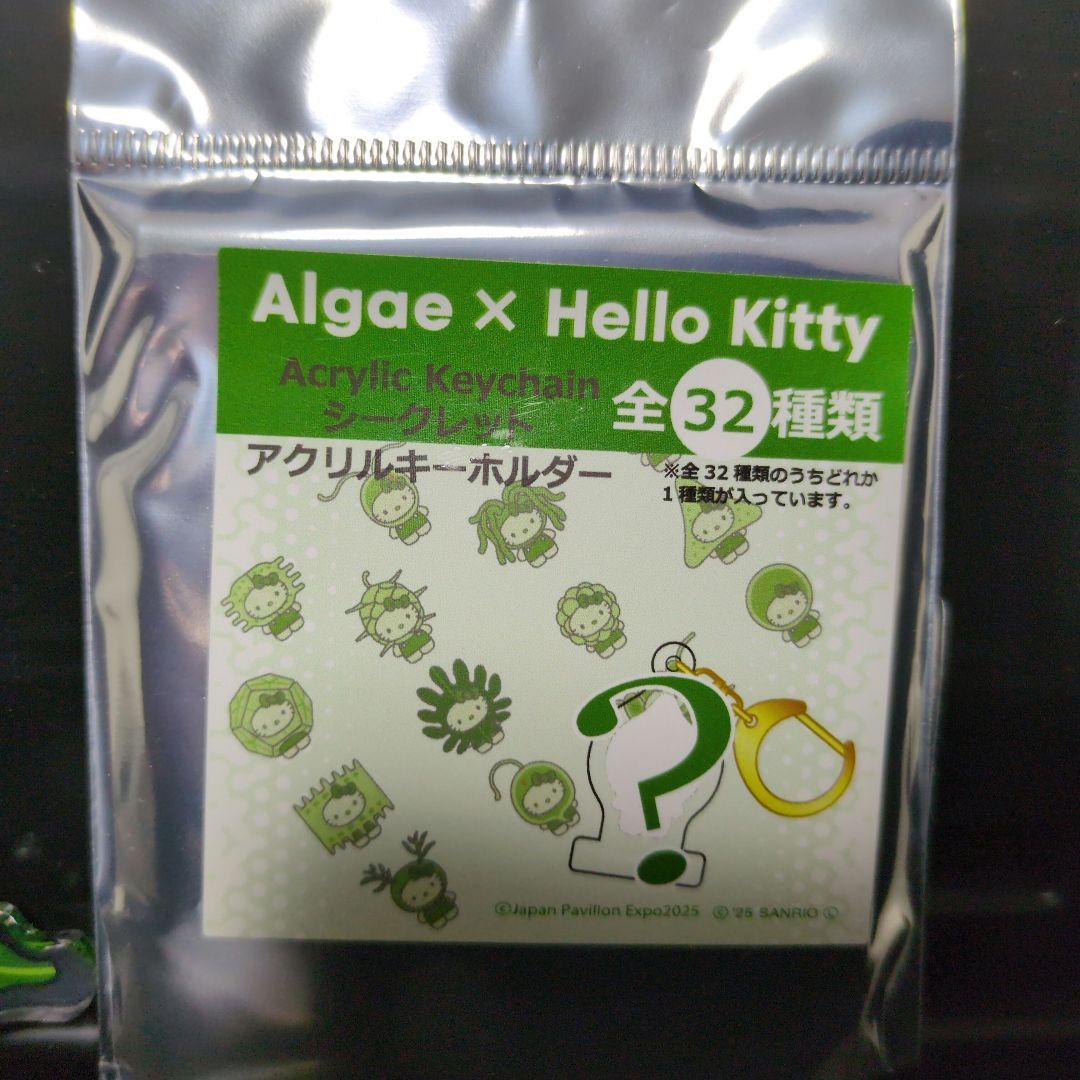 Algae × Hello Kitty
Acrylic Keychain
シークレット
アクリルキーホルダー
全32種類
※全32種類のうちどれか
1種類が入っています。
?
©Japan Pavilion Expo2025 © '25 SANRIO Ⓛ